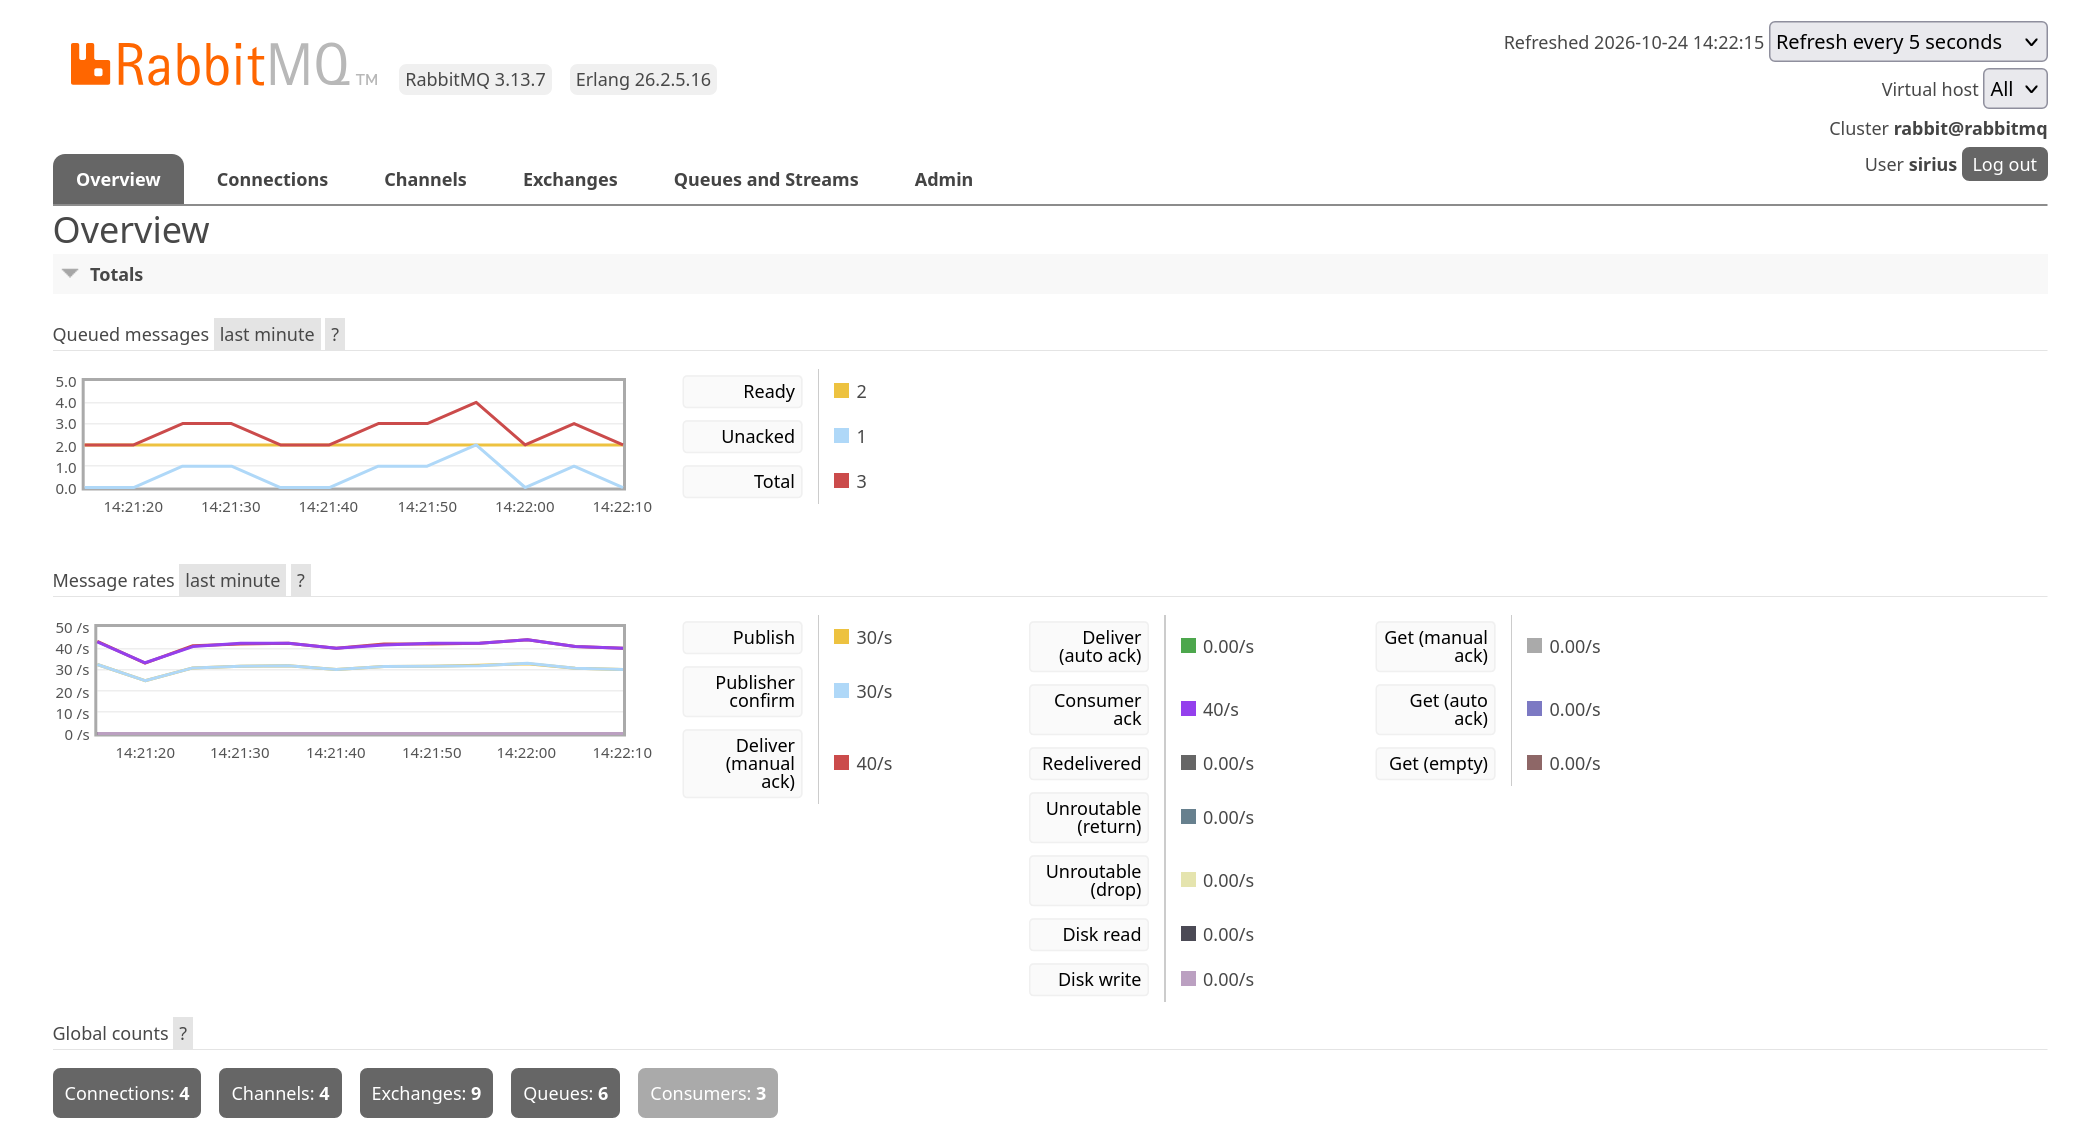 RabbitMQ TM
RabbitMQ 3.13.7
Erlang 26.2.5.16
Refreshed 2026-10-24 14:22:15
Refresh every 5 seconds
Virtual host All
Cluster rabbit@rabbitmq
User sirius Log out
Overview Connections Channels Exchanges Queues and Streams Admin
Overview
Totals
Queued messages last minute ?
5.0
4.0
3.0
2.0
1.0
0.0
14:21:20 14:21:30 14:21:40 14:21:50 14:22:00 14:22:10
Ready 2
Unacked 1
Total 3
Message rates last minute ?
50 /s
40 /s
30 /s
20 /s
10 /s
0 /s
14:21:20 14:21:30 14:21:40 14:21:50 14:22:00 14:22:10
Publish 30/s
Publisher
confirm 30/s
Deliver
(manual
ack) 40/s
Deliver
(auto ack) 0.00/s
Consumer
ack 40/s
Redelivered 0.00/s
Unroutable
(return) 0.00/s
Unroutable
(drop) 0.00/s
Disk read 0.00/s
Disk write 0.00/s
Get (manual
ack) 0.00/s
Get (auto
ack) 0.00/s
Get (empty) 0.00/s
Global counts ?
Connections: 4 Channels: 4 Exchanges: 9 Queues: 6 Consumers: 3